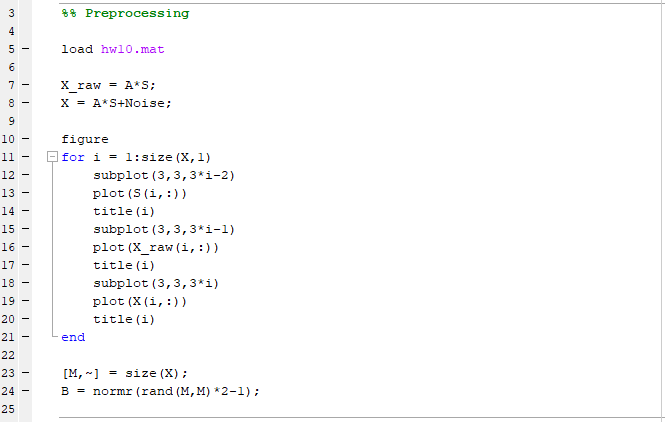 3 %% Preprocessing
4
5 - load hw10.mat
6
7 - X_raw = A*S;
8 - X = A*S+Noise;
9
10 - figure
11 - for i = 1:size(X,1)
12 - subplot(3,3,3*i-2)
13 - plot(S(i,:))
14 - title(i)
15 - subplot(3,3,3*i-1)
16 - plot(X_raw(i,:))
17 - title(i)
18 - subplot(3,3,3*i)
19 - plot(X(i,:))
20 - title(i)
21 - end
22
23 - [M,~] = size(X);
24 - B = normr(rand(M,M)*2-1);
25